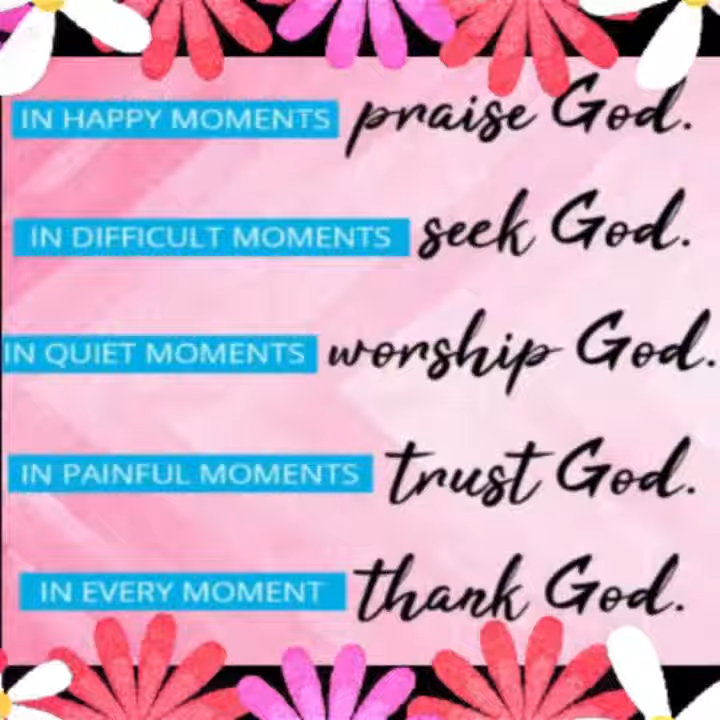 IN HAPPY MOMENTS praise God.
IN DIFFICULT MOMENTS seek God.
IN QUIET MOMENTS worship God.
IN PAINFUL MOMENTS trust God.
IN EVERY MOMENT thank God.